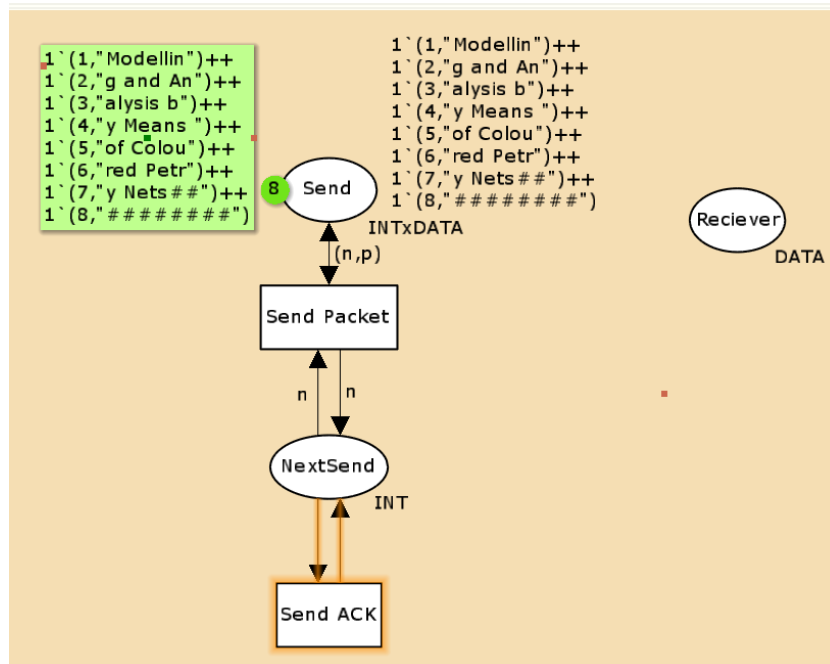 1`(1,"Modellin")++
1`(2,"g and An")++
1`(3,"alysis b")++
1`(4,"y Means ")++
1`(5,"of Colou")++
1`(6,"red Petr")++
1`(7,"y Nets##")++
1`(8,"########")
1`(1,"Modellin")++
1`(2,"g and An")++
1`(3,"alysis b")++
1`(4,"y Means ")++
1`(5,"of Colou")++
1`(6,"red Petr")++
1`(7,"y Nets##")++
1`(8,"########")
8
Send
INTxDATA
Reciever
DATA
(n,p)
Send Packet
n
n
NextSend
INT
Send ACK